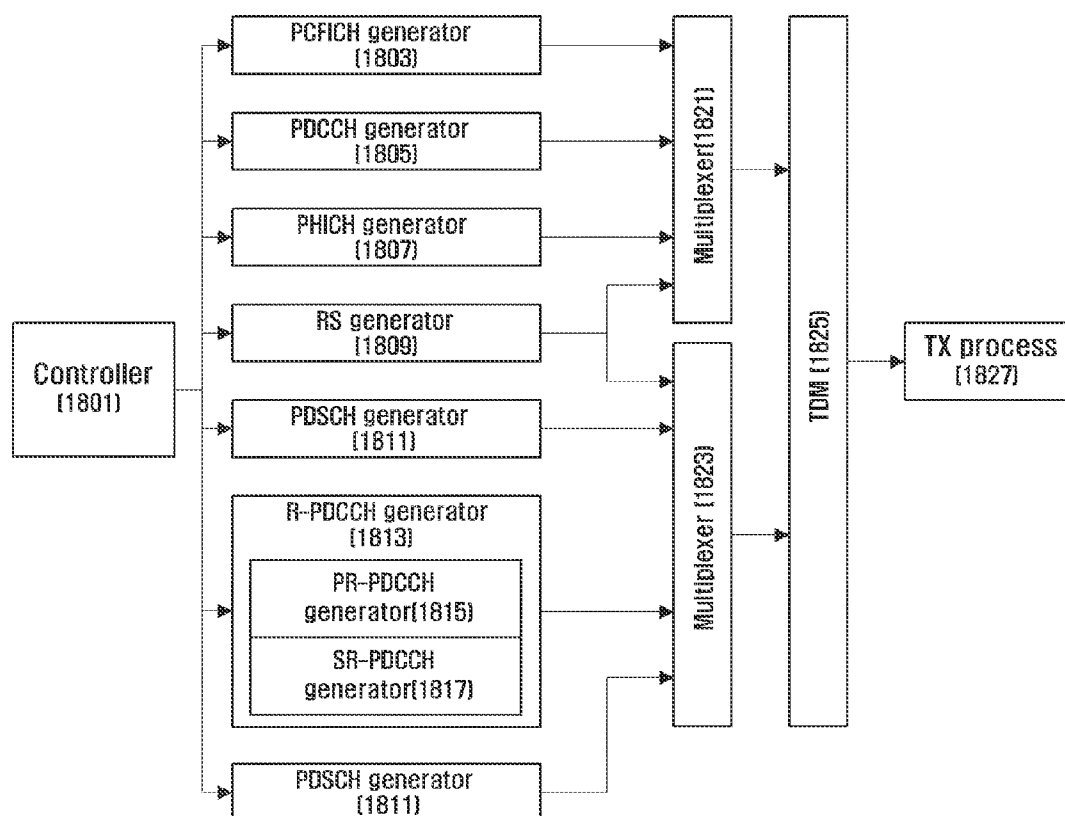 PCFICH generator
(1803)
PDCCH generator
(1805)
PHICH generator
(1807)
RS generator
(1809)
Controller
(1801)
PDSCH generator
(1811)
R-PDCCH generator
(1813)
PR-PDCCH
generator(1815)
SR-PDCCH
generator(1817)
PDSCH generator
(1811)
Multiplexer(1821)
Multiplexer (1823)
TDM (1825)
TX process
(1827)